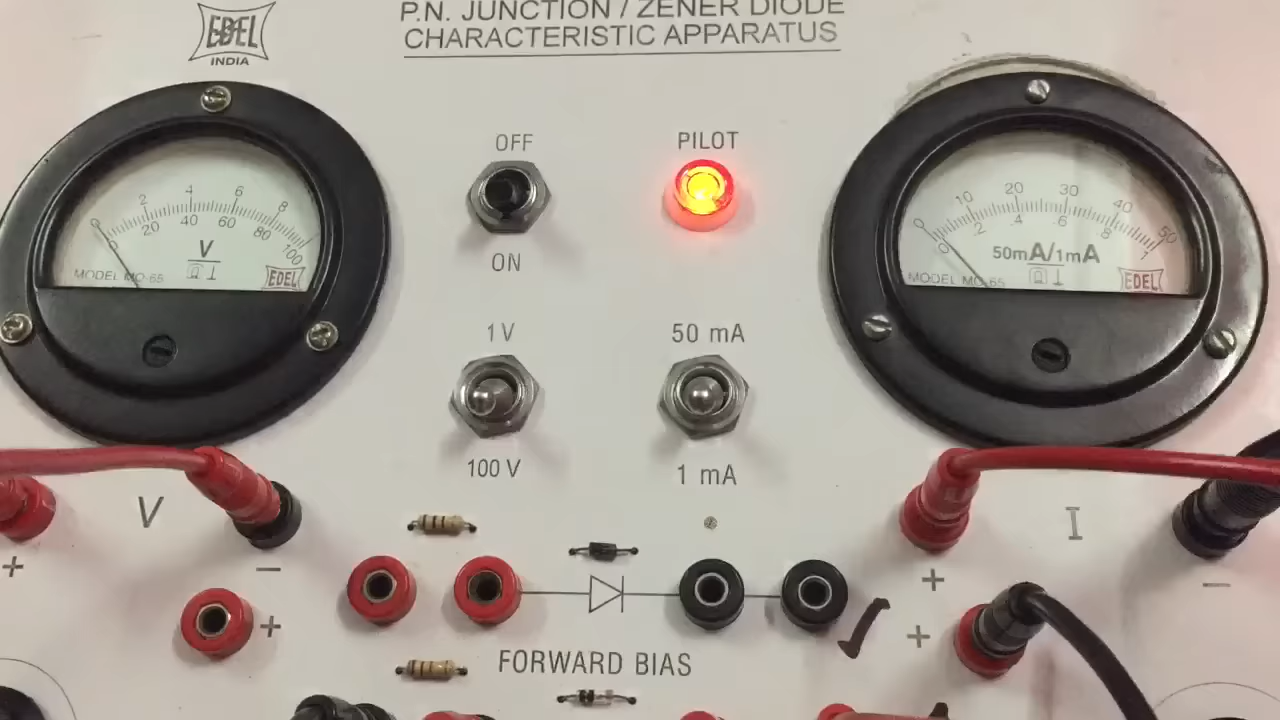 P.N. JUNCTION / ZENER DIODE
CHARACTERISTIC APPARATUS
EDEL
INDIA
OFF
PILOT
ON
0 2 4 6 8
0 20 40 60 80 100
V
MODEL MO-65
EDEL
0 10 20 30 40 50
0 .2 .4 .6 .8 1
50mA/1mA
MODEL MO-65
EDEL
1V
50 mA
100 V
1 mA
V
I
+
−
+
−
+
+
FORWARD BIAS